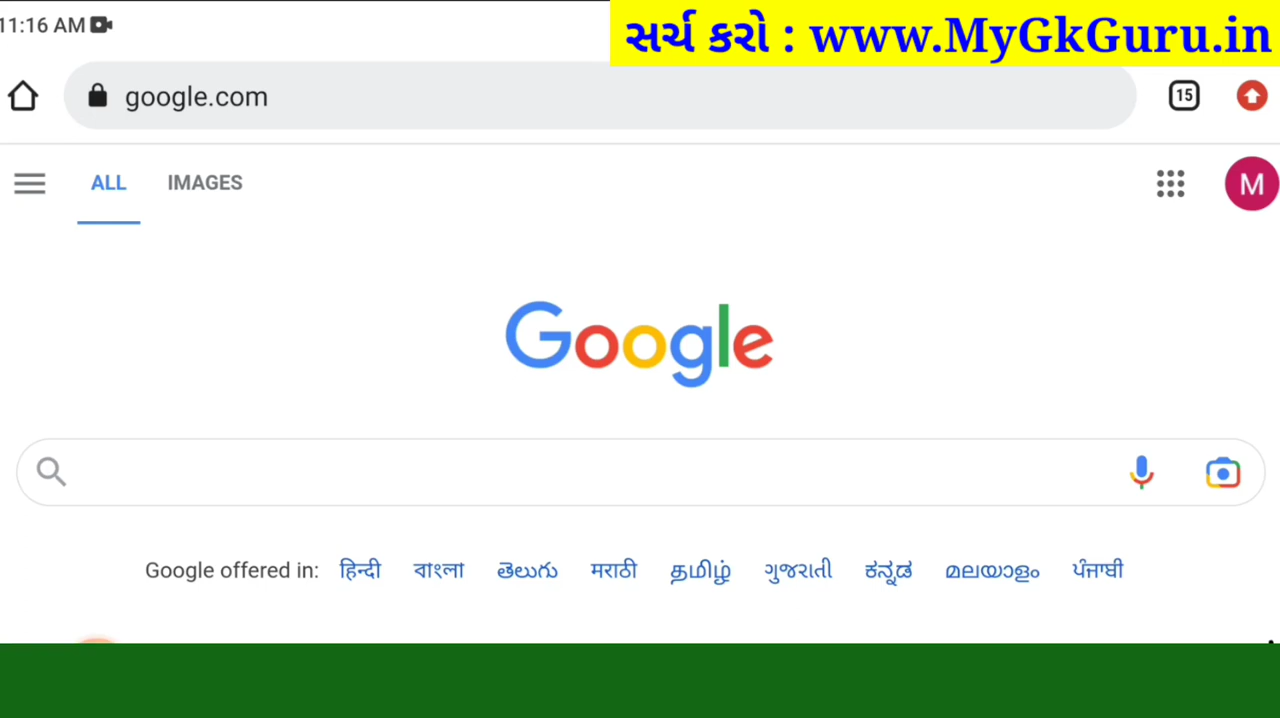 11:16 AM
સર્ચ કરો : www.MyGkGuru.in
google.com
15
ALL IMAGES
M
Google
Google offered in: हिन्दी বাংলা తెలుగు मराठी தமிழ் ગુજરાતી ಕನ್ನಡ മലയാളം ਪੰਜਾਬੀ